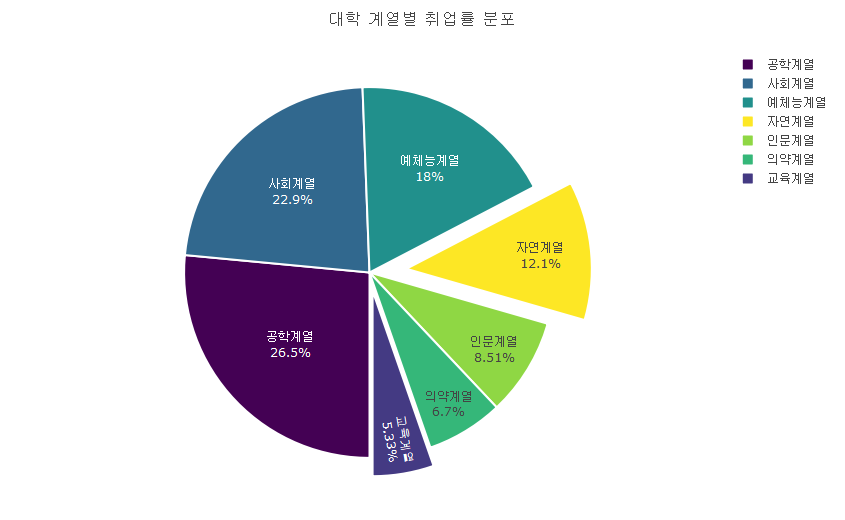 대학 계열별 취업률 분포
공학계열
사회계열
예체능계열
자연계열
인문계열
의약계열
교육계열
예체능계열
18%
사회계열
22.9%
자연계열
12.1%
공학계열
26.5%
인문계열
8.51%
의약계열
6.7%
교육계열
5.33%